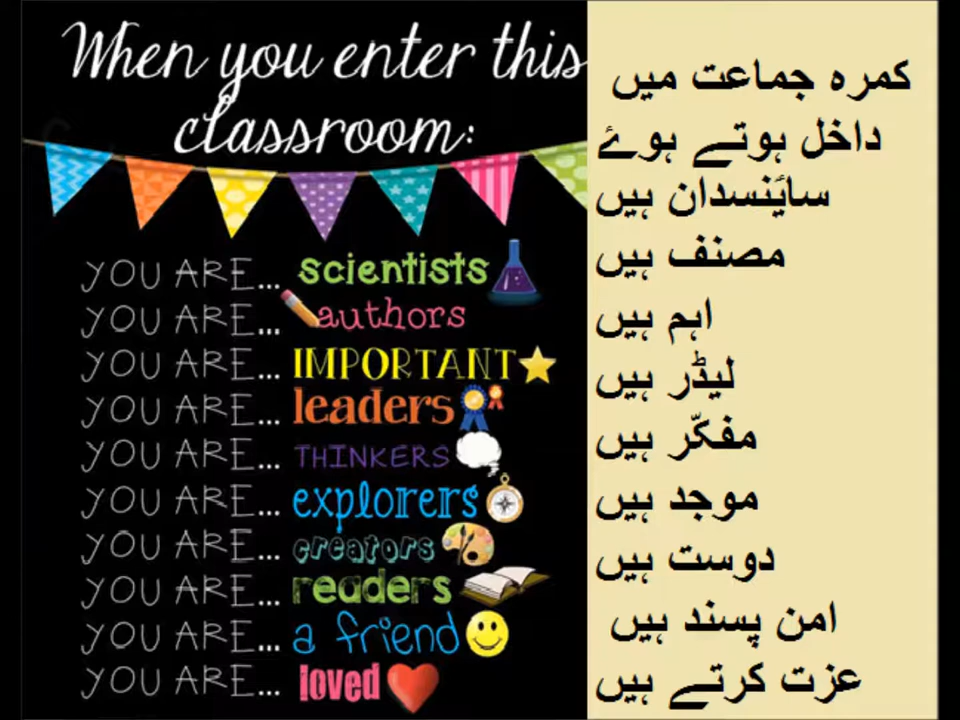 When you enter this
classroom:
YOU ARE... scientists
YOU ARE... authors
YOU ARE... IMPORTANT
YOU ARE... leaders
YOU ARE... THINKERS
YOU ARE... explorers
YOU ARE... creators
YOU ARE... readers
YOU ARE... a friend
YOU ARE... loved
کمرہ جماعت میں
داخل ہوتے ہوۓ
سایٔنسدان ہیں
مصنف ہیں
اہم ہیں
لیڈر ہیں
مفکّر ہیں
موجد ہیں
دوست ہیں
امن پسند ہیں
عزت کرتے ہیں